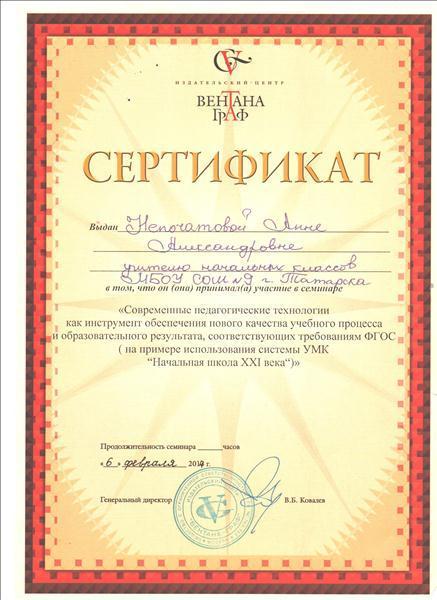 ИЗДАТЕЛЬСКИЙ ЦЕНТР
ВЕНТАНА
ГРАФ
СЕРТИФИКАТ
Выдан Непочатовой Анне
Александровне
учителю начальных классов
МБОУ СОШ №9 г. Татарска
в том, что он (она) принимал(а) участие в семинаре
«Современные педагогические технологии
как инструмент обеспечения нового качества учебного процесса
и образовательного результата, соответствующих требованиям ФГОС
( на примере использования системы УМК
“Начальная школа XXI века“)»
Продолжительность семинара ______часов
« 6 » февраля г.
Генеральный директор В.Б. Ковалев
ВЕНТАНА